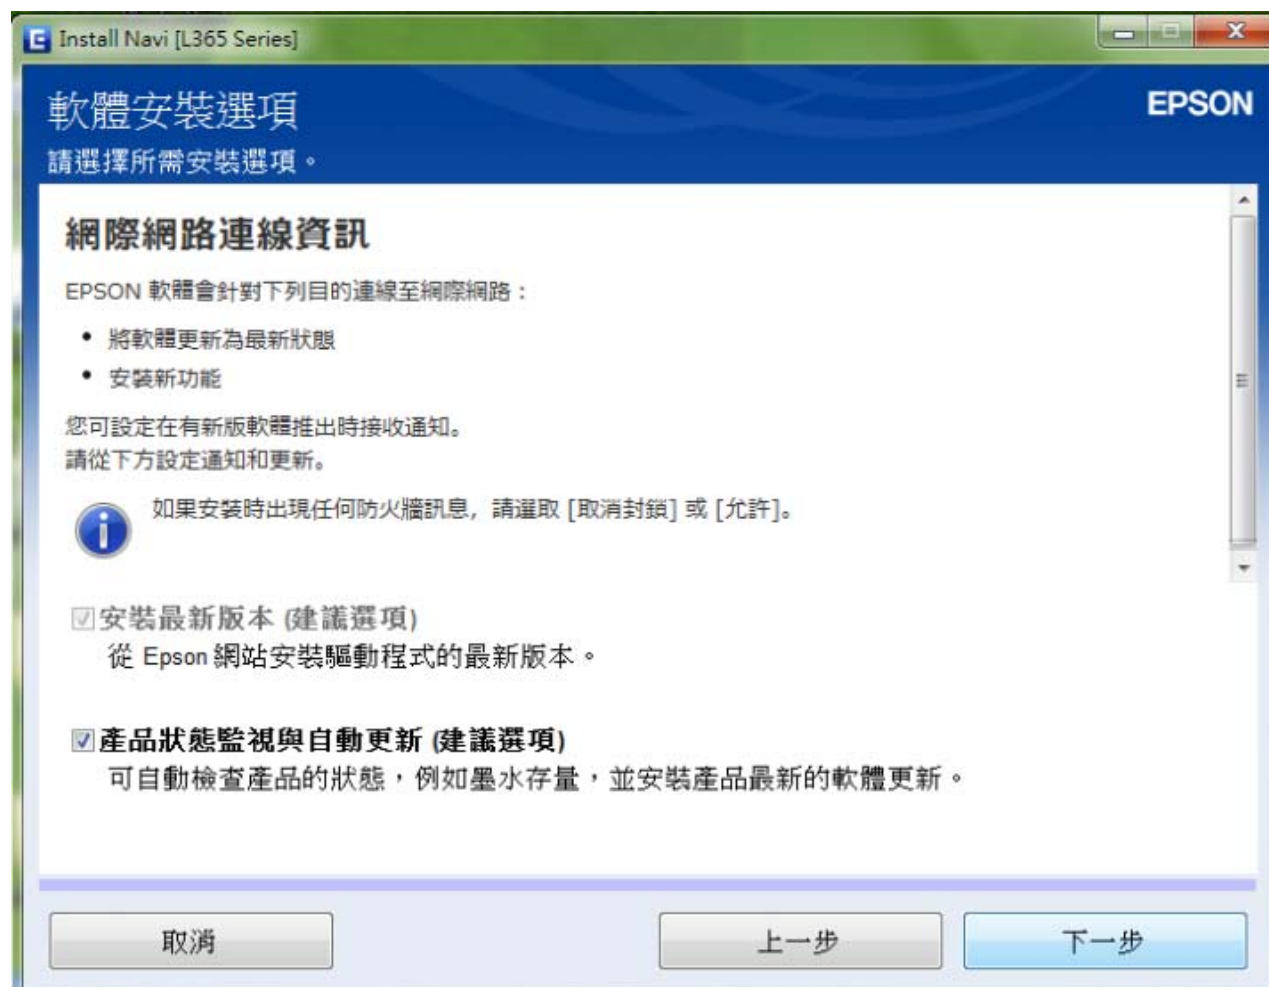 Install Navi [L365 Series]
軟體安裝選項
EPSON
請選擇所需安裝選項。
網際網路連線資訊
EPSON 軟體會針對下列目的連線至網際網路：
• 將軟體更新為最新狀態
• 安裝新功能
您可設定在有新版軟體推出時接收通知。
請從下方設定通知和更新。
如果安裝時出現任何防火牆訊息, 請選取 [取消封鎖] 或 [允許]。
安裝最新版本 (建議選項)
從 Epson 網站安裝驅動程式的最新版本。
產品狀態監視與自動更新 (建議選項)
可自動檢查產品的狀態，例如墨水存量，並安裝產品最新的軟體更新。
取消
上一步
下一步